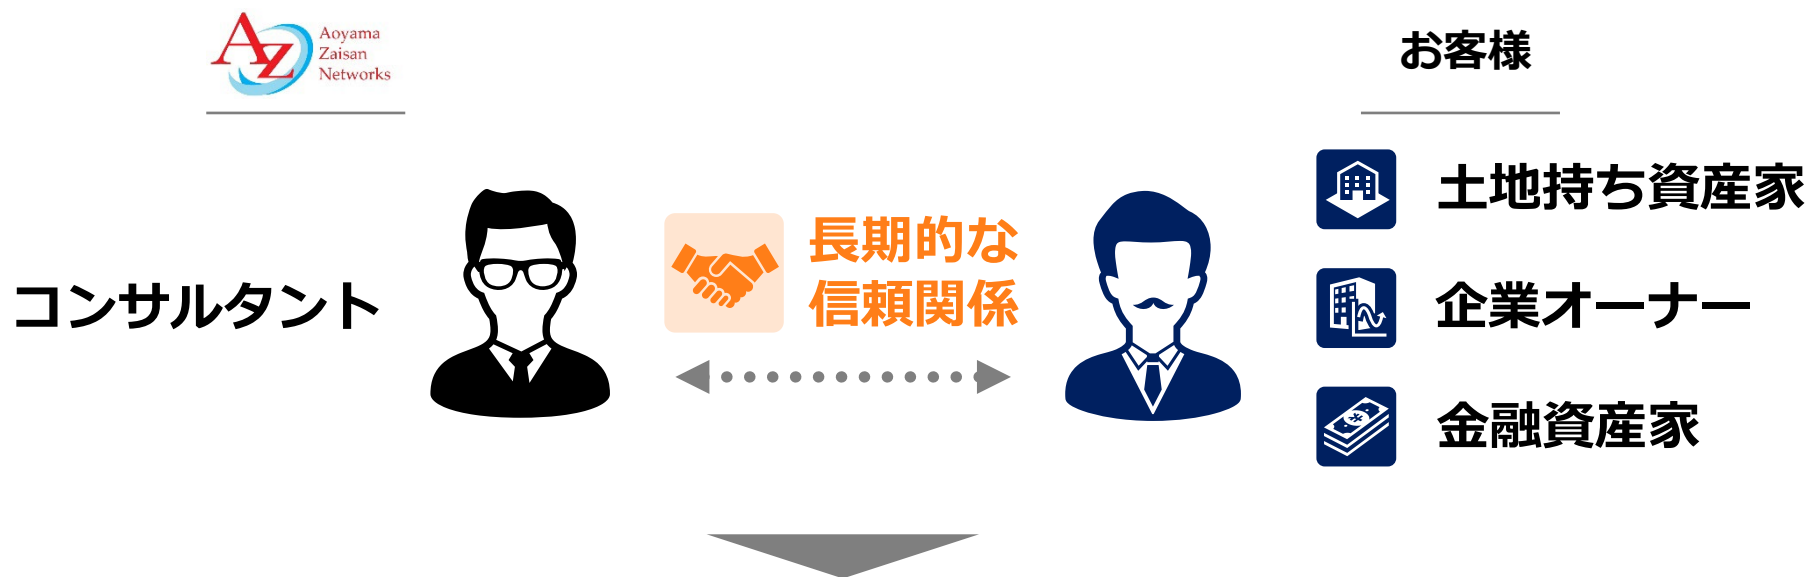 Aoyama
Zaisan
Networks
お客様
コンサルタント
長期的な
信頼関係
土地持ち資産家
企業オーナー
金融資産家